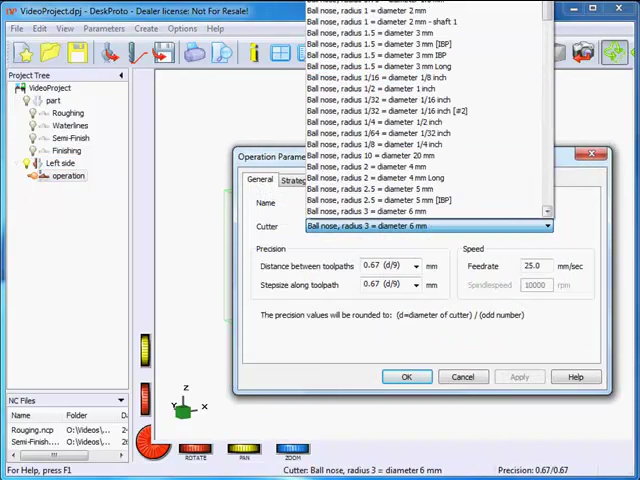 VideoProject.dpj - DeskProto - Dealer license: Not For Resale!
File Edit View Parameters Create Options Help
Project Tree
VideoProject
part
Roughing
Waterlines
Semi-Finish
Finishing
Left side
operation
Ball nose, radius 1 = diameter 2 mm
Ball nose, radius 1 = diameter 2 mm - shaft 1
Ball nose, radius 1.5 = diameter 3 mm
Ball nose, radius 1.5 = diameter 3 mm [IBP]
Ball nose, radius 1.5 = diameter 3 mm IBP
Ball nose, radius 1.5 = diameter 3 mm Long
Ball nose, radius 1/16 = diameter 1/8 inch
Ball nose, radius 1/2 = diameter 1 inch
Ball nose, radius 1/32 = diameter 1/16 inch
Ball nose, radius 1/32 = diameter 1/16 inch [#2]
Ball nose, radius 1/4 = diameter 1/2 inch
Ball nose, radius 1/64 = diameter 1/32 inch
Ball nose, radius 1/8 = diameter 1/4 inch
Ball nose, radius 10 = diameter 20 mm
Ball nose, radius 2 = diameter 4 mm
Ball nose, radius 2 = diameter 4 mm Long
Ball nose, radius 2.5 = diameter 5 mm
Ball nose, radius 2.5 = diameter 5 mm [IBP]
Ball nose, radius 3 = diameter 6 mm
Operation Parame
General Strateg
Name
Cutter Ball nose, radius 3 = diameter 6 mm
Precision
Distance between toolpaths 0.67 (d/9) mm
Stepsize along toolpath 0.67 (d/9) mm
Speed
Feedrate 25.0 mm/sec
Spindlespeed 10000 rpm
The precision values will be rounded to: (d=diameter of cutter) / (odd number)
OK Cancel Apply Help
NC Files
Name Folder Da
Rouging.ncp O:\Videos\... 2-
Semi-Finish.... O:\Videos\... 6-
Z
Y X
ROTATE PAN ZOOM
For Help, press F1
Cutter: Ball nose, radius 3 = diameter 6 mm
Precision: 0.67/0.67